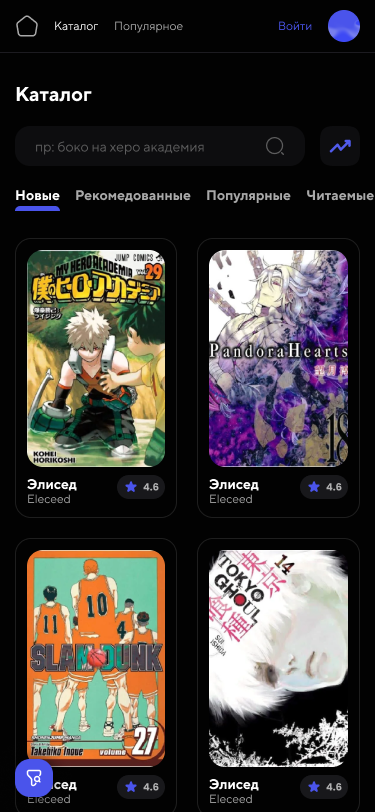 Каталог
Популярное
Войти
Каталог
пр: боко на херо академия
Новые
Рекомедованные
Популярные
Читаемые
JUMP COMICS
MY HERO ACADEMIA
Vol.29
僕のヒーローアカデミア
KOHEI
HORIKOSHI
PandoraHearts
18
Элисед
Eleceed
4.6
Элисед
Eleceed
4.6
11
10
4
SLAM DUNK
Takehiko Inoue
volume
27
TOKYO
GHOUL
東京
喰種
14
SUI
ISHIDA
сед
Eleceed
4.6
Элисед
Eleceed
4.6